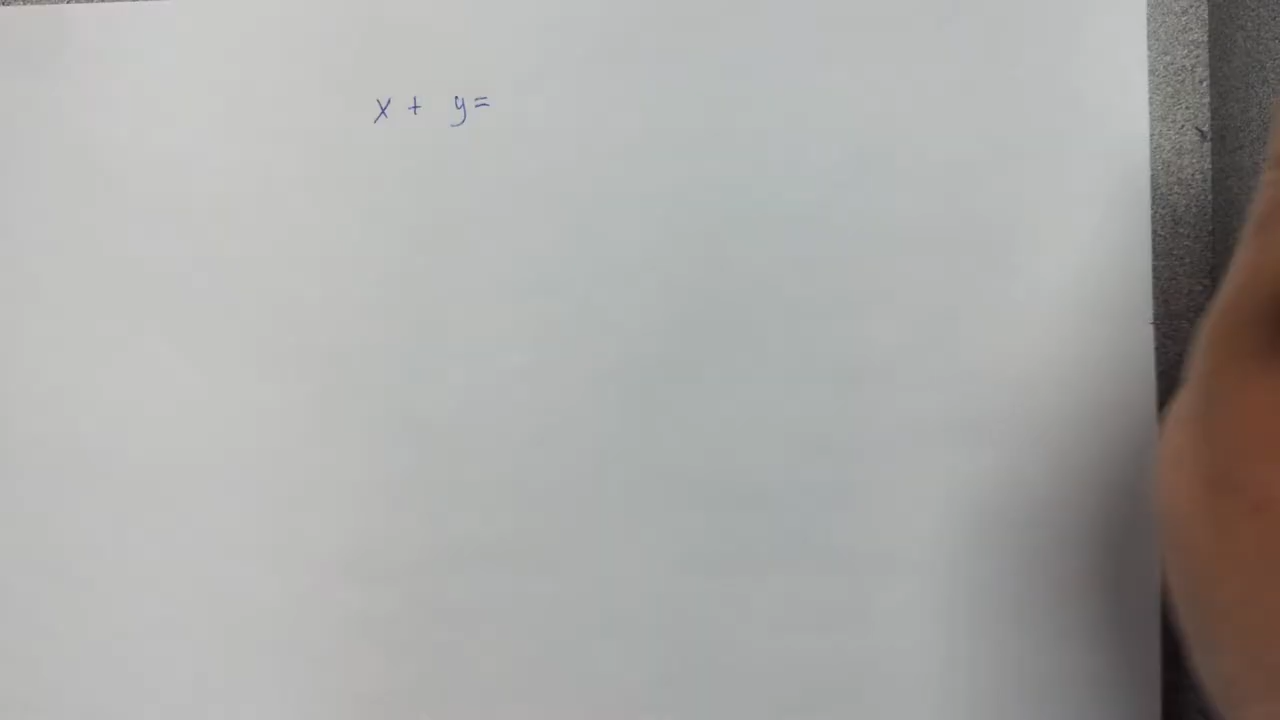 x + y =